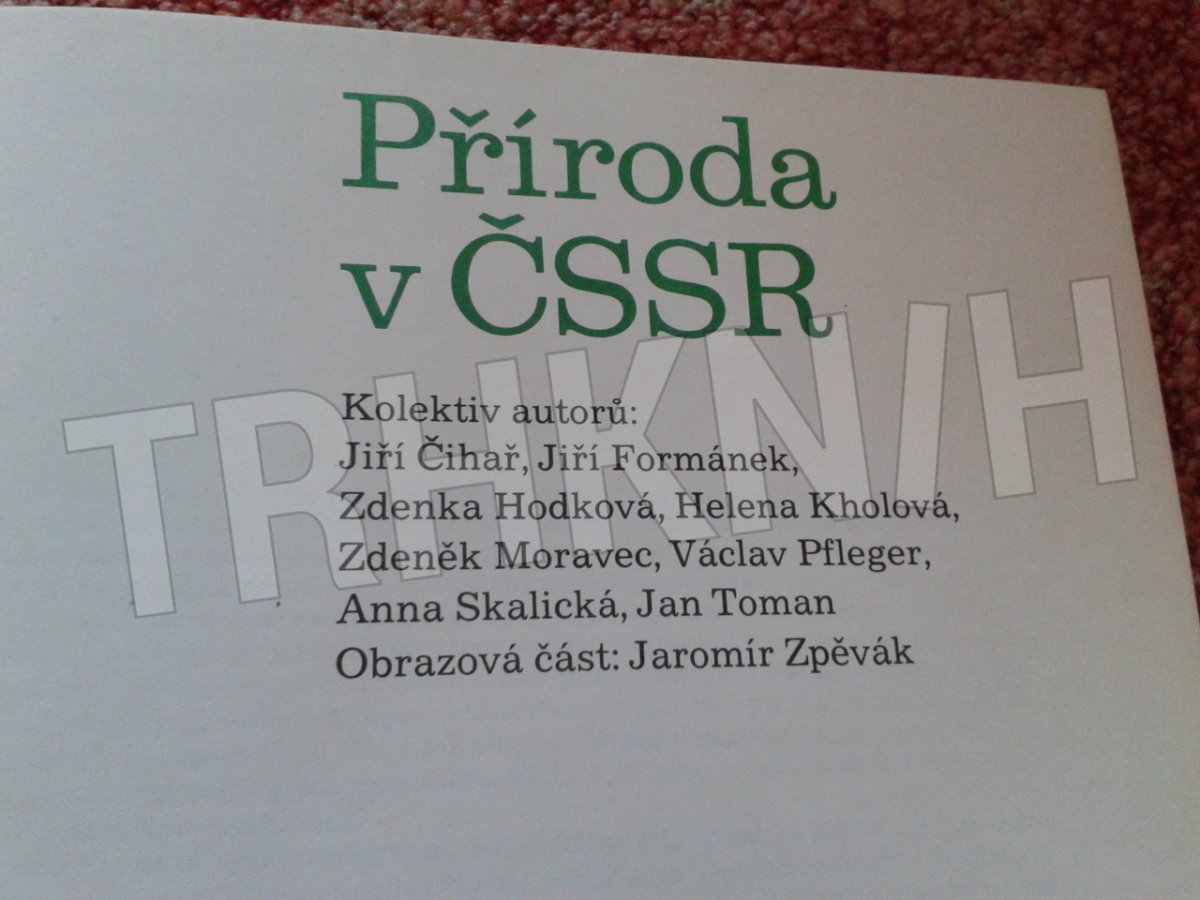 Příroda
v ČSSR
Kolektiv autorů:
Jiří Čihař, Jiří Formánek,
Zdenka Hodková, Helena Kholová,
Zdeněk Moravec, Václav Pfleger,
Anna Skalická, Jan Toman
Obrazová část: Jaromír Zpěvák
TRHKN/H